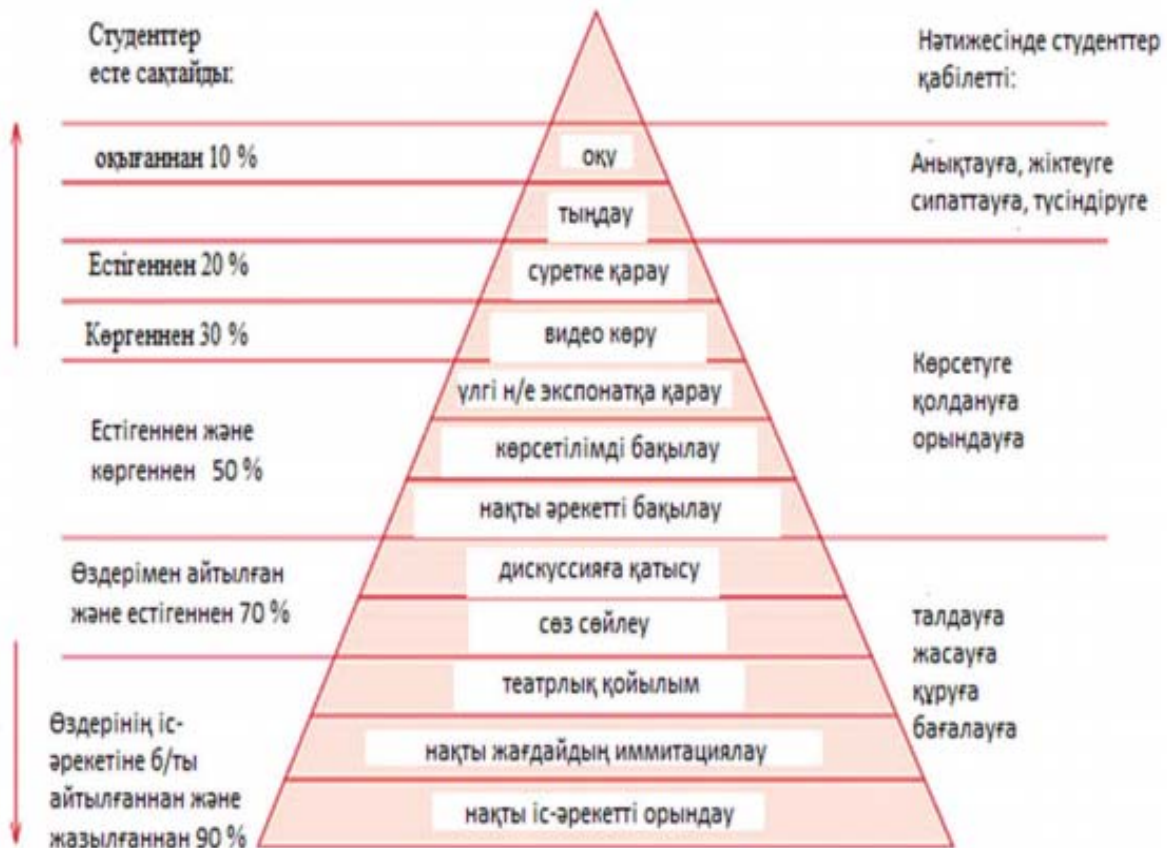 Студенттер
есте сақтайды:
Нәтижесінде студенттер
қабілетті:
оқығаннан 10 %
оқу
Анықтауға, жіктеуге
сипаттауға, түсіндіруге
тыңдау
Естігеннен 20 %
суретке қарау
Көргеннен 30 %
видео көру
үлгі н/е экспонатқа қарау
Көрсетуге
қолдануға
орындауға
Естігеннен және
көргеннен 50 %
көрсетілімді бақылау
нақты әрекетті бақылау
Өздерімен айтылған
және естігеннен 70 %
дискуссияға қатысу
сөз сөйлеу
талдауға
жасауға
құруға
бағалауға
театрлық қойылым
Өздерінің іс-
әрекетіне б/ты
айтылғаннан және
жазылғаннан 90 %
нақты жағдайдың иммитациялау
нақты іс-әрекетті орындау